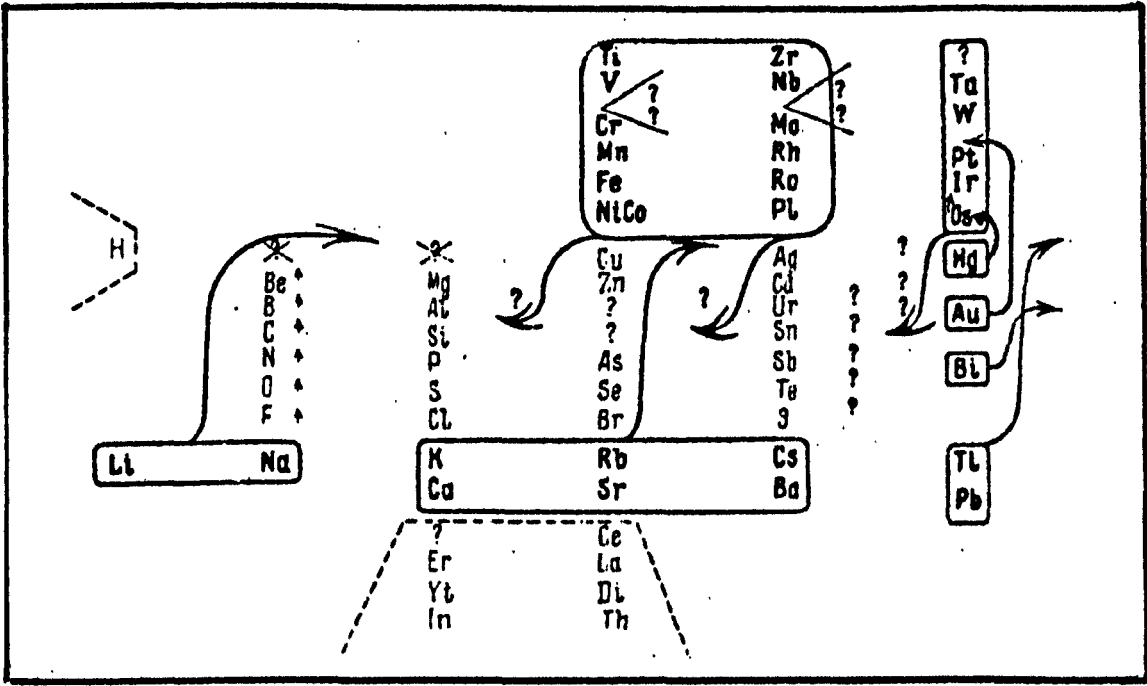 Ti Zr ?
V ? Nb ? Ta
? ? W
Cr Mo
Mn Rh Pt
Fe Ro Ir
NiCo Pl Os
H ? ? ?
Cu Ag Hg
Be Mg Zn Cd ?
B Al ? ? ? Ur ? ? Au
C Si ? Sn ?
N P As Sb ? Bi
O S Se Te ?
F Cl Br J ?
Li Na K Rb Cs Tl
Ca Sr Ba Pb
? Ce
Er La
Yt Di
In Th